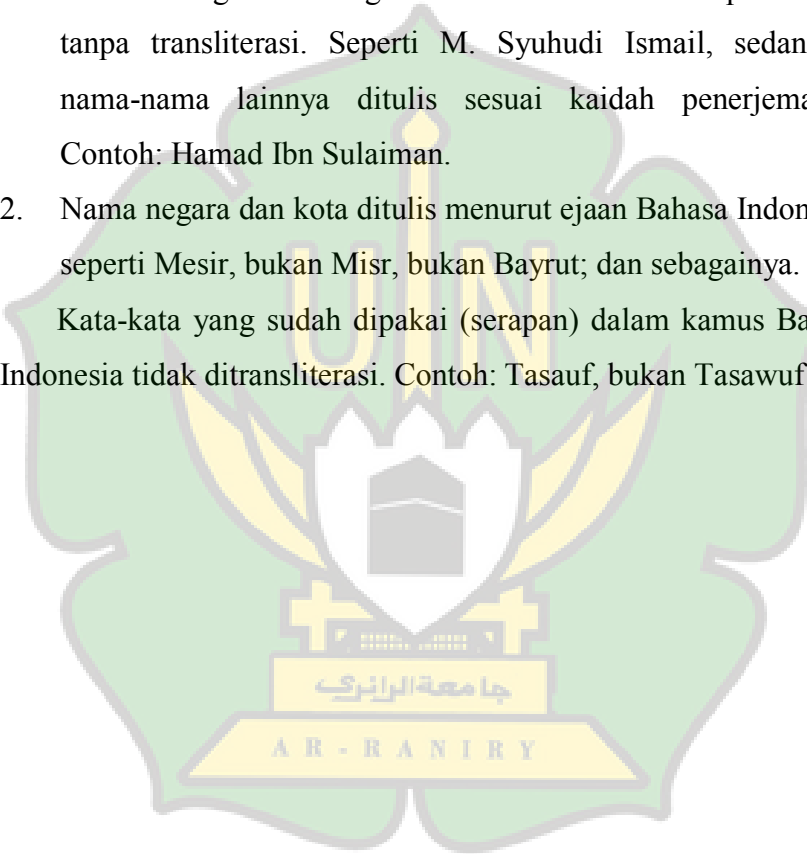 tanpa transliterasi. Seperti M. Syuhudi Ismail, sedan
nama-nama lainnya ditulis sesuai kaidah penerjema
Contoh: Hamad Ibn Sulaiman.
2. Nama negara dan kota ditulis menurut ejaan Bahasa Indon
seperti Mesir, bukan Misr, bukan Bayrut; dan sebagainya.
Kata-kata yang sudah dipakai (serapan) dalam kamus Ba
Indonesia tidak ditransliterasi. Contoh: Tasauf, bukan Tasawuf
UIN
جامعة الرانري
AR - RANIRY